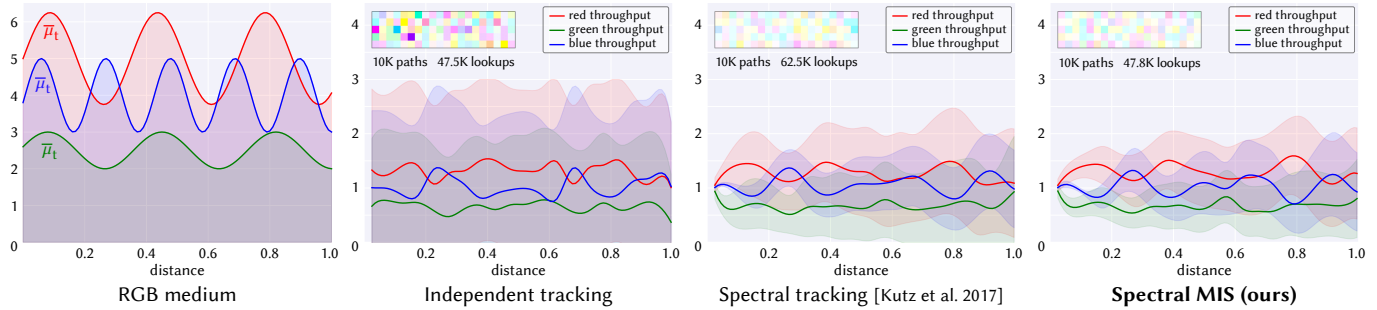 6
5
4
3
2
1
0
μ̅t
μ̅t
μ̅t
0.2 0.4 0.6 0.8 1.0
distance
RGB medium
4
3
2
1
0
red throughput
green throughput
blue throughput
10K paths 47.5K lookups
0.2 0.4 0.6 0.8 1.0
distance
Independent tracking
4
3
2
1
0
red throughput
green throughput
blue throughput
10K paths 62.5K lookups
0.2 0.4 0.6 0.8 1.0
distance
Spectral tracking [Kutz et al. 2017]
4
3
2
1
0
red throughput
green throughput
blue throughput
10K paths 47.8K lookups
0.2 0.4 0.6 0.8 1.0
distance
Spectral MIS (ours)